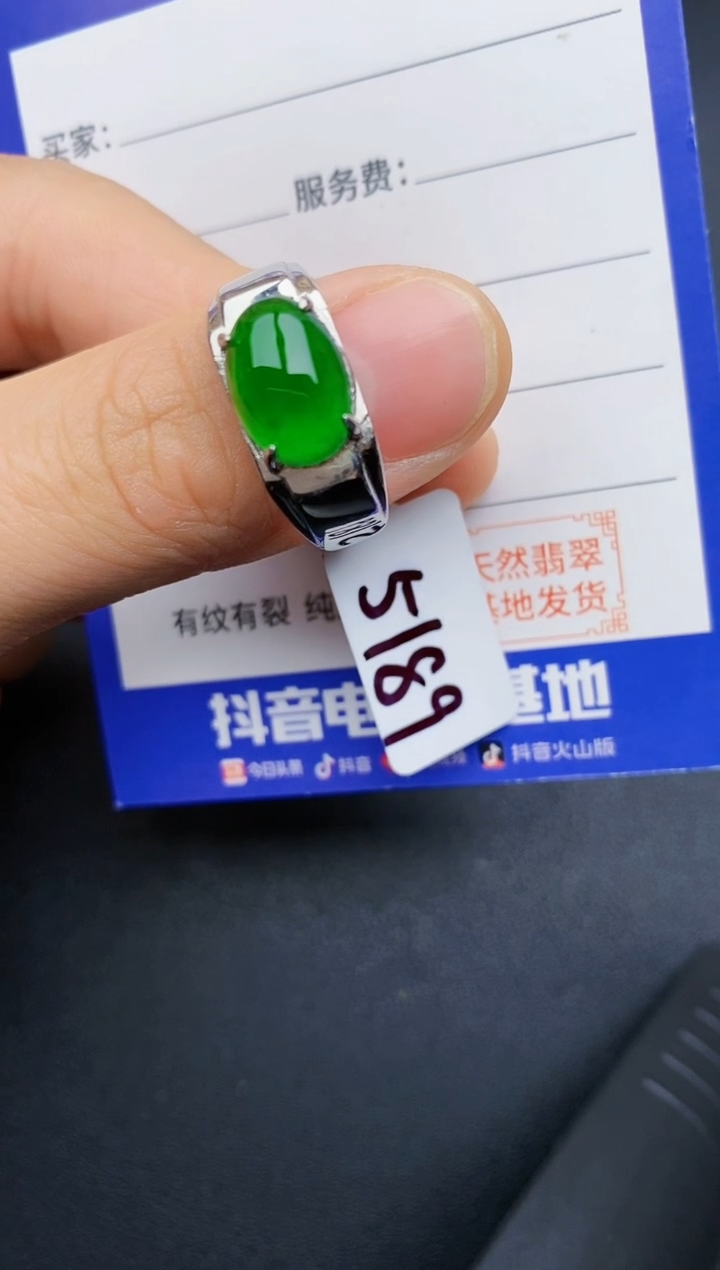 买家：
服务费：
天然翡翠
基地发货
有纹有裂 纯
抖音电 基地
今日头条 抖音 抖音火山版
5189